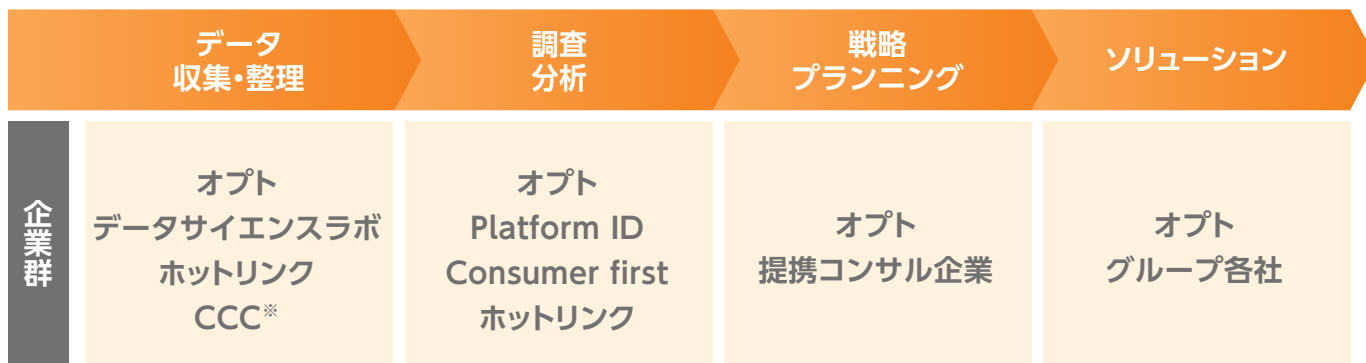 データ
収集・整理
調査
分析
戦略
プランニング
ソリューション
企業群
オプト
データサイエンスラボ
ホットリンク
CCC※
オプト
Platform ID
Consumer first
ホットリンク
オプト
提携コンサル企業
オプト
グループ各社